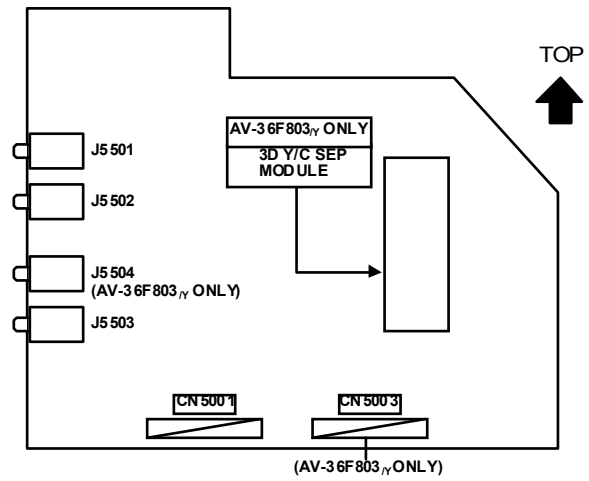 TOP
AV-36F803/Y ONLY
3D Y/C SEP
MODULE
J5501
J5502
J5504
(AV-36F803/Y ONLY)
J5503
CN5001
CN5003
(AV-36F803/Y ONLY)